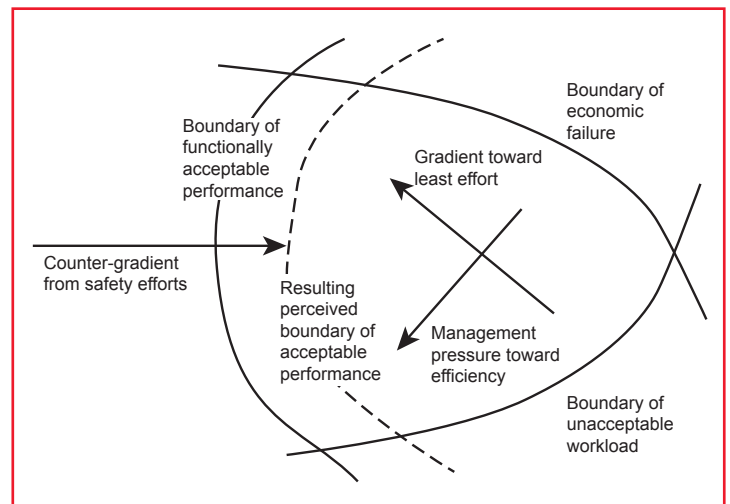 Boundary of
economic
failure
Boundary of
functionally
acceptable
performance
Gradient toward
least effort
Counter-gradient
from safety efforts
Resulting
perceived
boundary of
acceptable
performance
Management
pressure toward
efficiency
Boundary of
unacceptable
workload